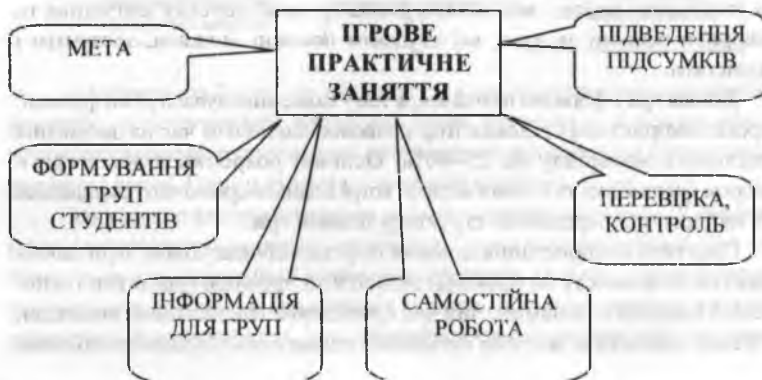 ІГРОВЕ
ПРАКТИЧНЕ
ЗАНЯТТЯ
МЕТА
ПІДВЕДЕННЯ
ПІДСУМКІВ
ФОРМУВАННЯ
ГРУП
СТУДЕНТІВ
ПЕРЕВІРКА,
КОНТРОЛЬ
ІНФОРМАЦІЯ
ДЛЯ ГРУП
САМОСТІЙНА
РОБОТА